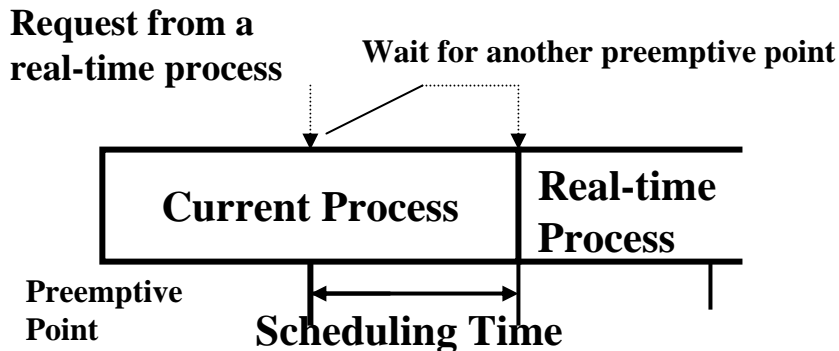 Request from a
real-time process
Wait for another preemptive point
Current Process
Real-time
Process
Preemptive
Point
Scheduling Time